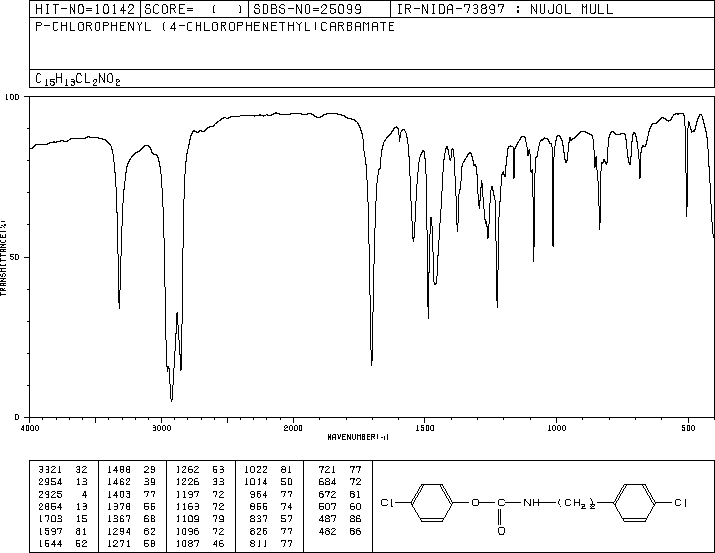 HIT-NO=10142 SCORE= ( ) SDBS-NO=25099 IR-NIDA-73897 : NUJOL MULL
P-CHLOROPHENYL (4-CHLOROPHENETHYL)CARBAMATE
C15H13CL2NO2
100
TRANSMITTANCE(%)
50
0
4000 3000 2000 1500 1000 500
WAVENUMBER(-1)
3321 32 1488 29 1262 53 1022 81 721 77
2954 13 1462 39 1226 33 1014 50 684 72
2925 4 1403 77 1197 72 964 77 672 81
2854 13 1378 55 1163 72 855 74 507 60
1703 15 1367 68 1109 79 837 57 487 86
1597 81 1294 62 1096 72 826 77 482 86
1544 52 1271 58 1087 46 811 77
Cl O C NH (CH2)2 Cl
O